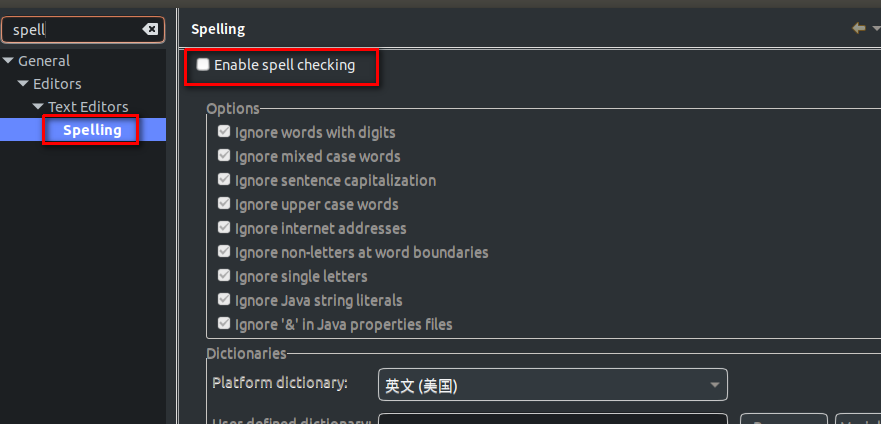 spell
Spelling
General
Enable spell checking
Editors
Text Editors
Spelling
Options
Ignore words with digits
Ignore mixed case words
Ignore sentence capitalization
Ignore upper case words
Ignore internet addresses
Ignore non-letters at word boundaries
Ignore single letters
Ignore Java string literals
Ignore '&' in Java properties files
Dictionaries
Platform dictionary:
英文 (美国)
User defined dictionary: